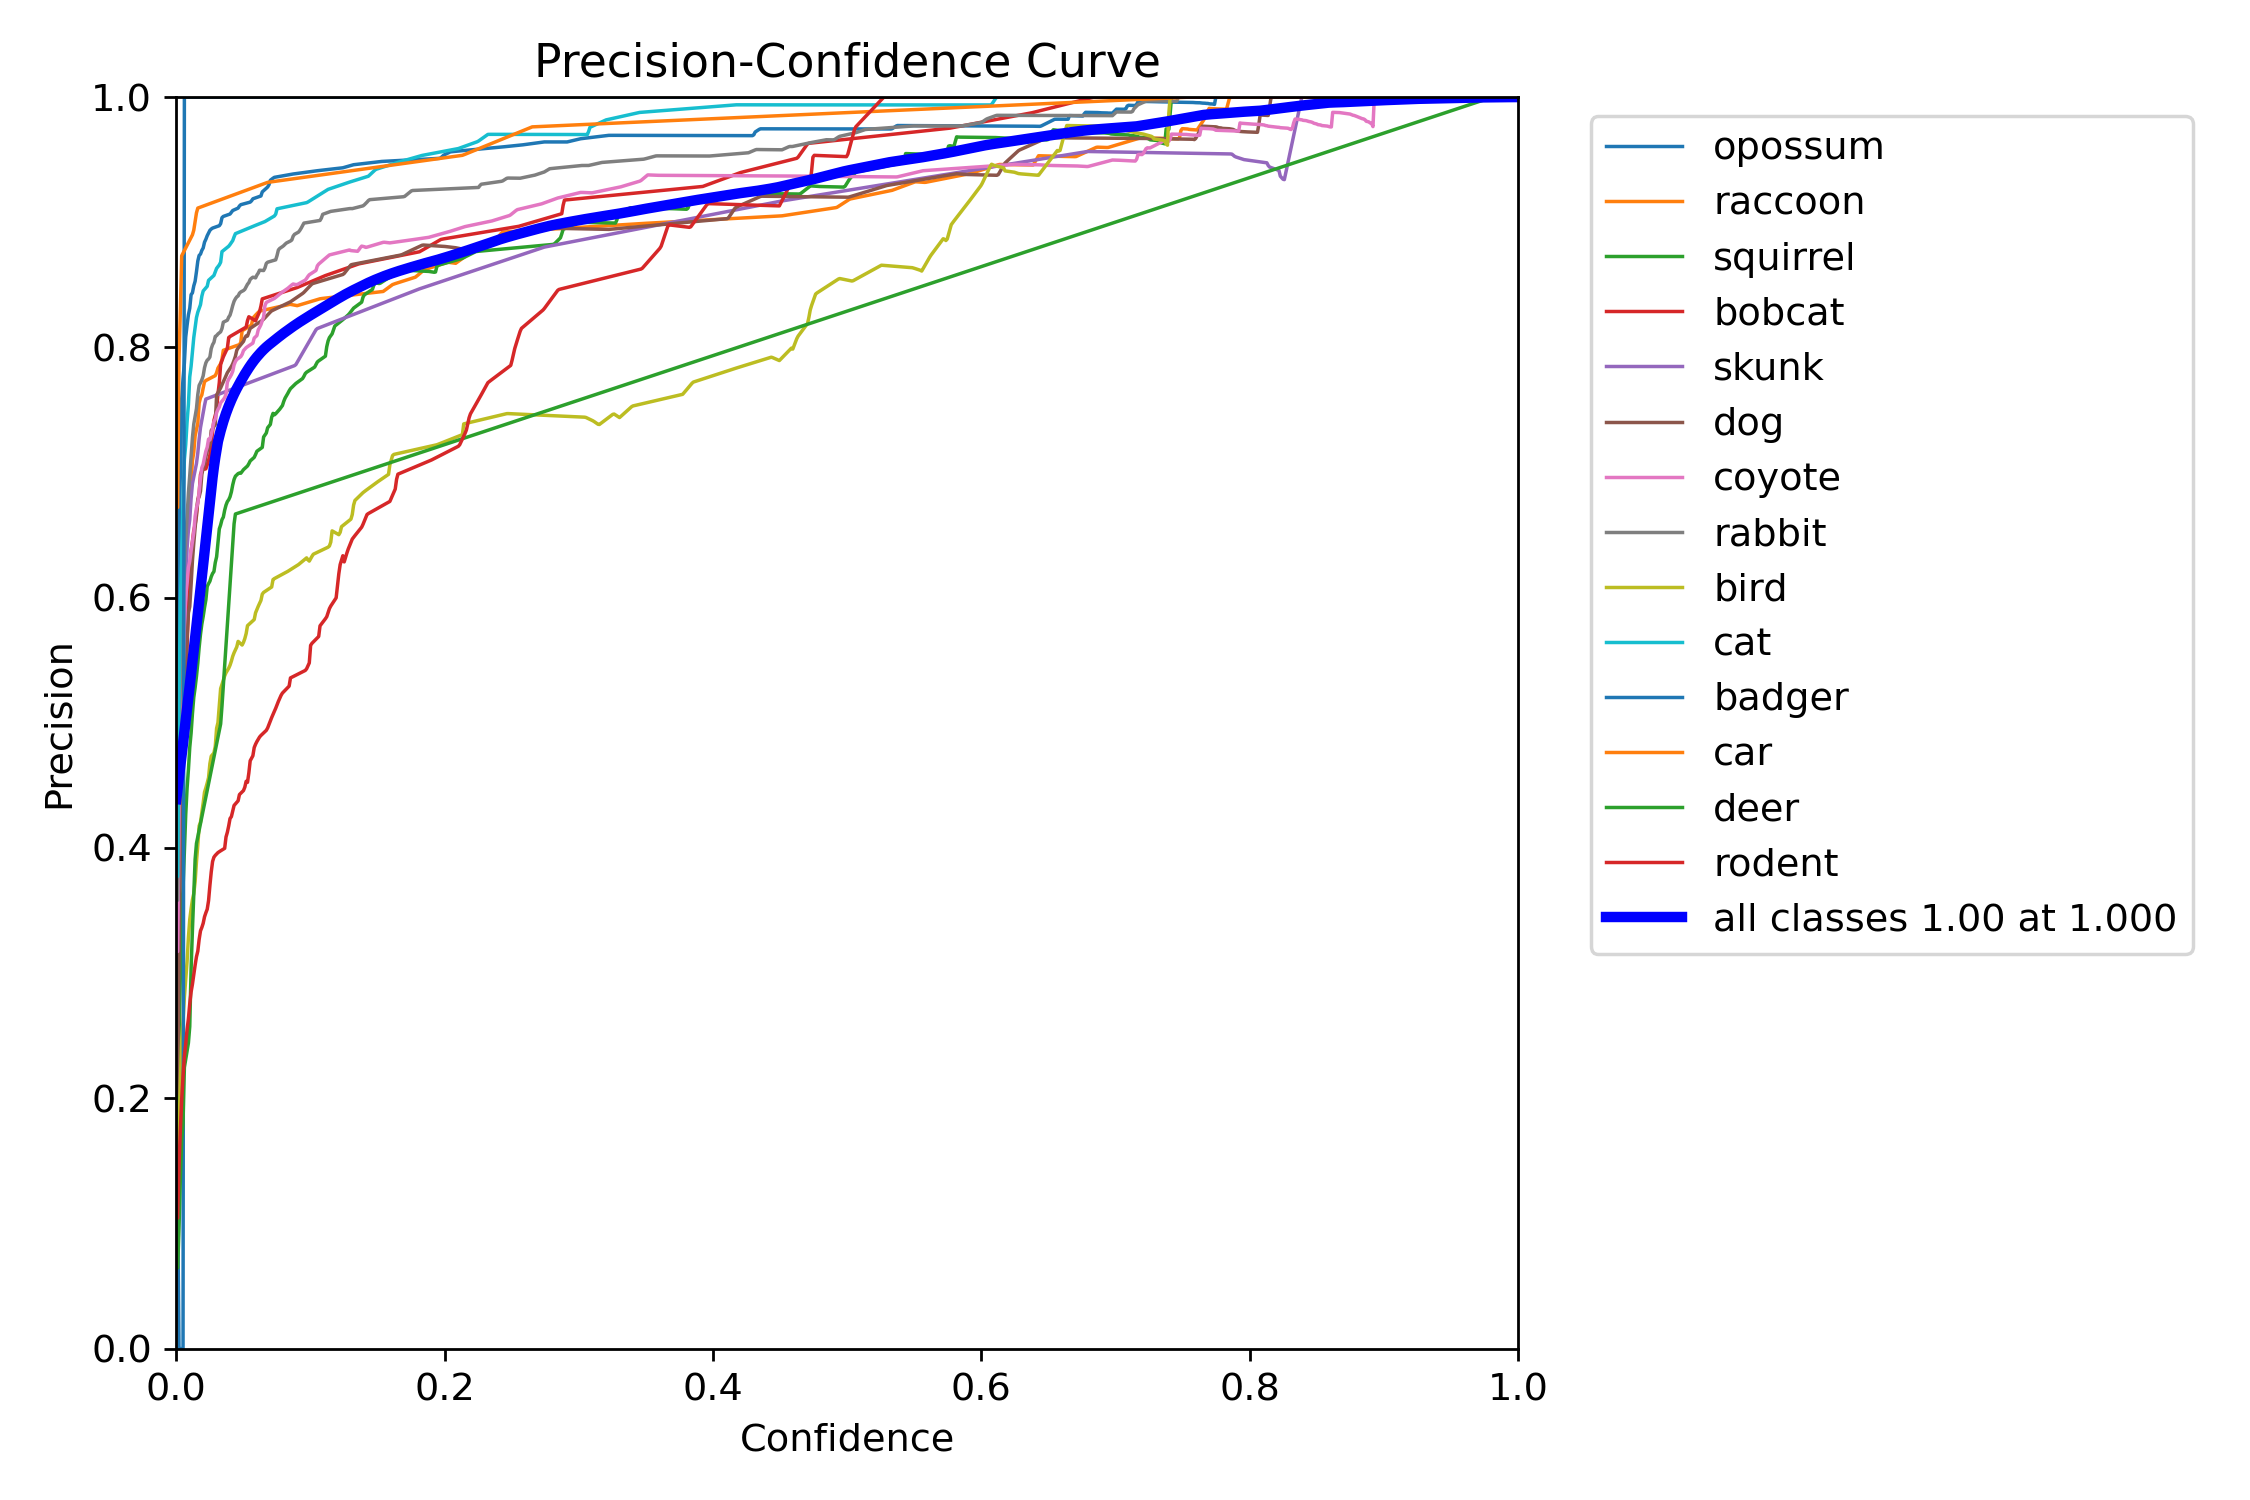 Precision-Confidence Curve
1.0
0.8
0.6
0.4
0.2
0.0
Precision
0.0 0.2 0.4 0.6 0.8 1.0
Confidence
opossum
raccoon
squirrel
bobcat
skunk
dog
coyote
rabbit
bird
cat
badger
car
deer
rodent
all classes 1.00 at 1.000